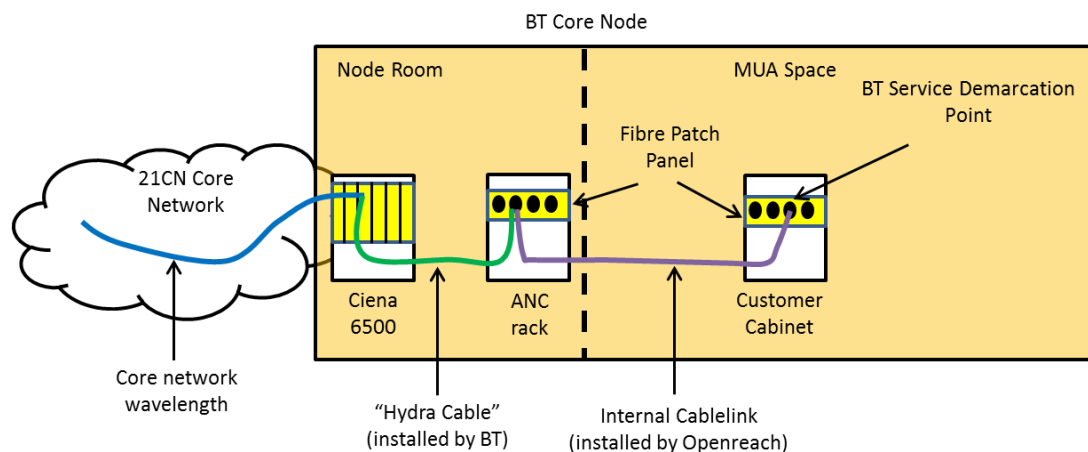 BT Core Node
Node Room
MUA Space
BT Service Demarcation
Point
Fibre Patch
Panel
21CN Core
Network
Ciena
6500
ANC
rack
Customer
Cabinet
Core network
wavelength
“Hydra Cable”
(installed by BT)
Internal Cablelink
(installed by Openreach)